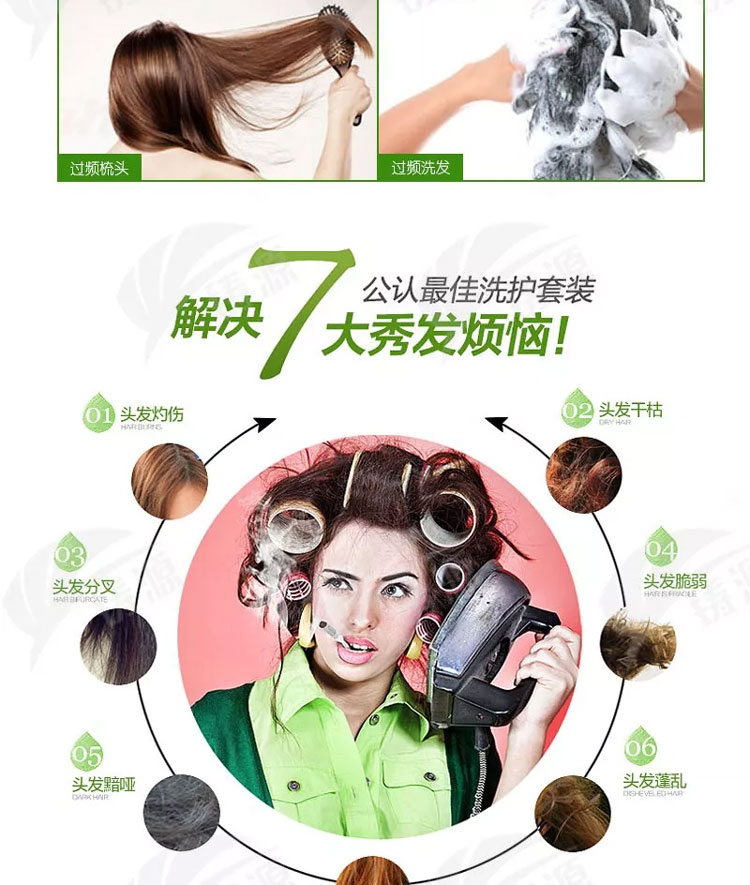 过频梳头
过频洗发
公认最佳洗护套装
解决7大秀发烦恼!
01 头发灼伤
HAIR BURNS
02 头发干枯
DRY HAIR
03
头发分叉
HAIR BIFURCATE
04
头发脆弱
HAIR IS FRAGILE
05
头发黯哑
DARK HAIR
06
头发蓬乱
DISHEVELED HAIR